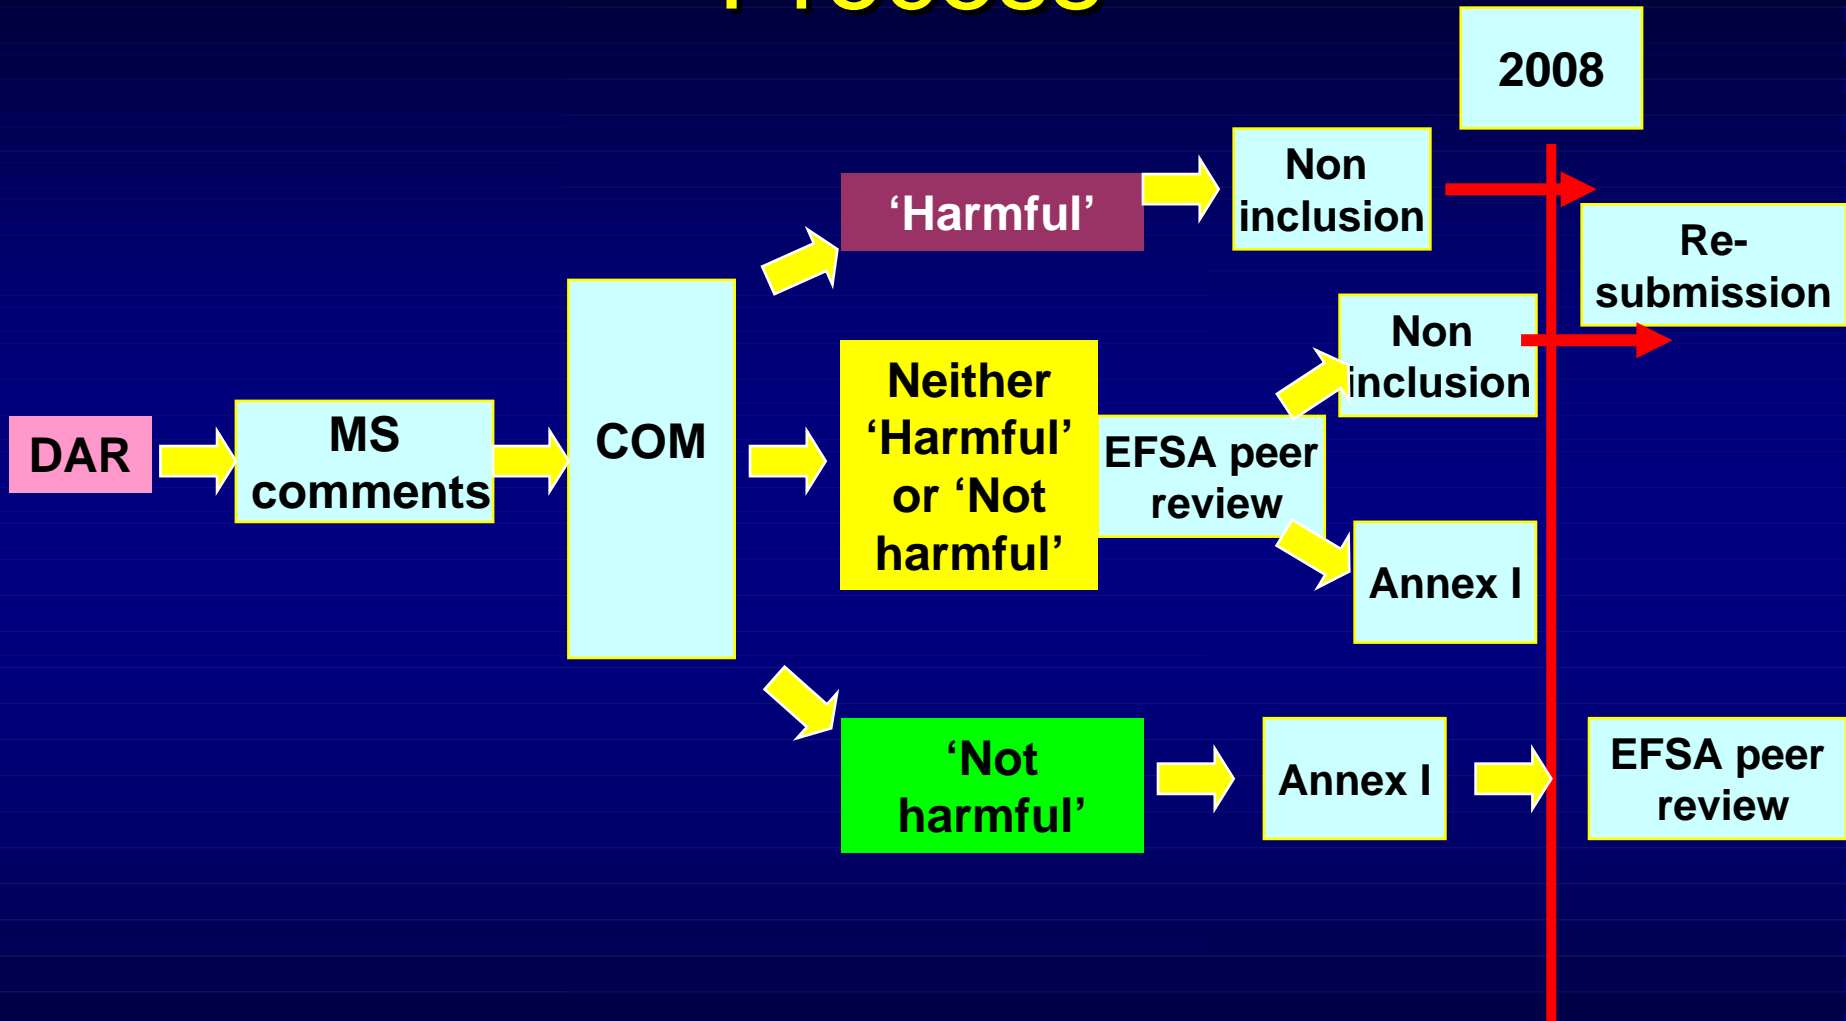 Process
2008
‘Harmful’
Non
inclusion
Re-
submission
DAR
MS
comments
COM
Neither
‘Harmful’
or ‘Not
harmful’
EFSA peer
review
Non
inclusion
Annex I
‘Not
harmful’
Annex I
EFSA peer
review